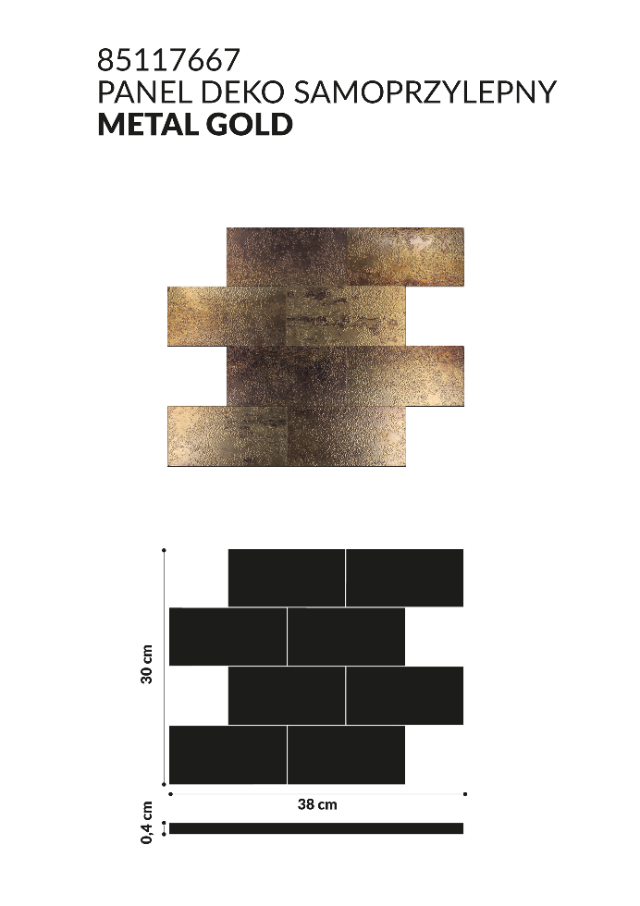 85117667
PANEL DEKO SAMOPRZYLEPNY
METAL GOLD
30 cm
38 cm
0,4 cm